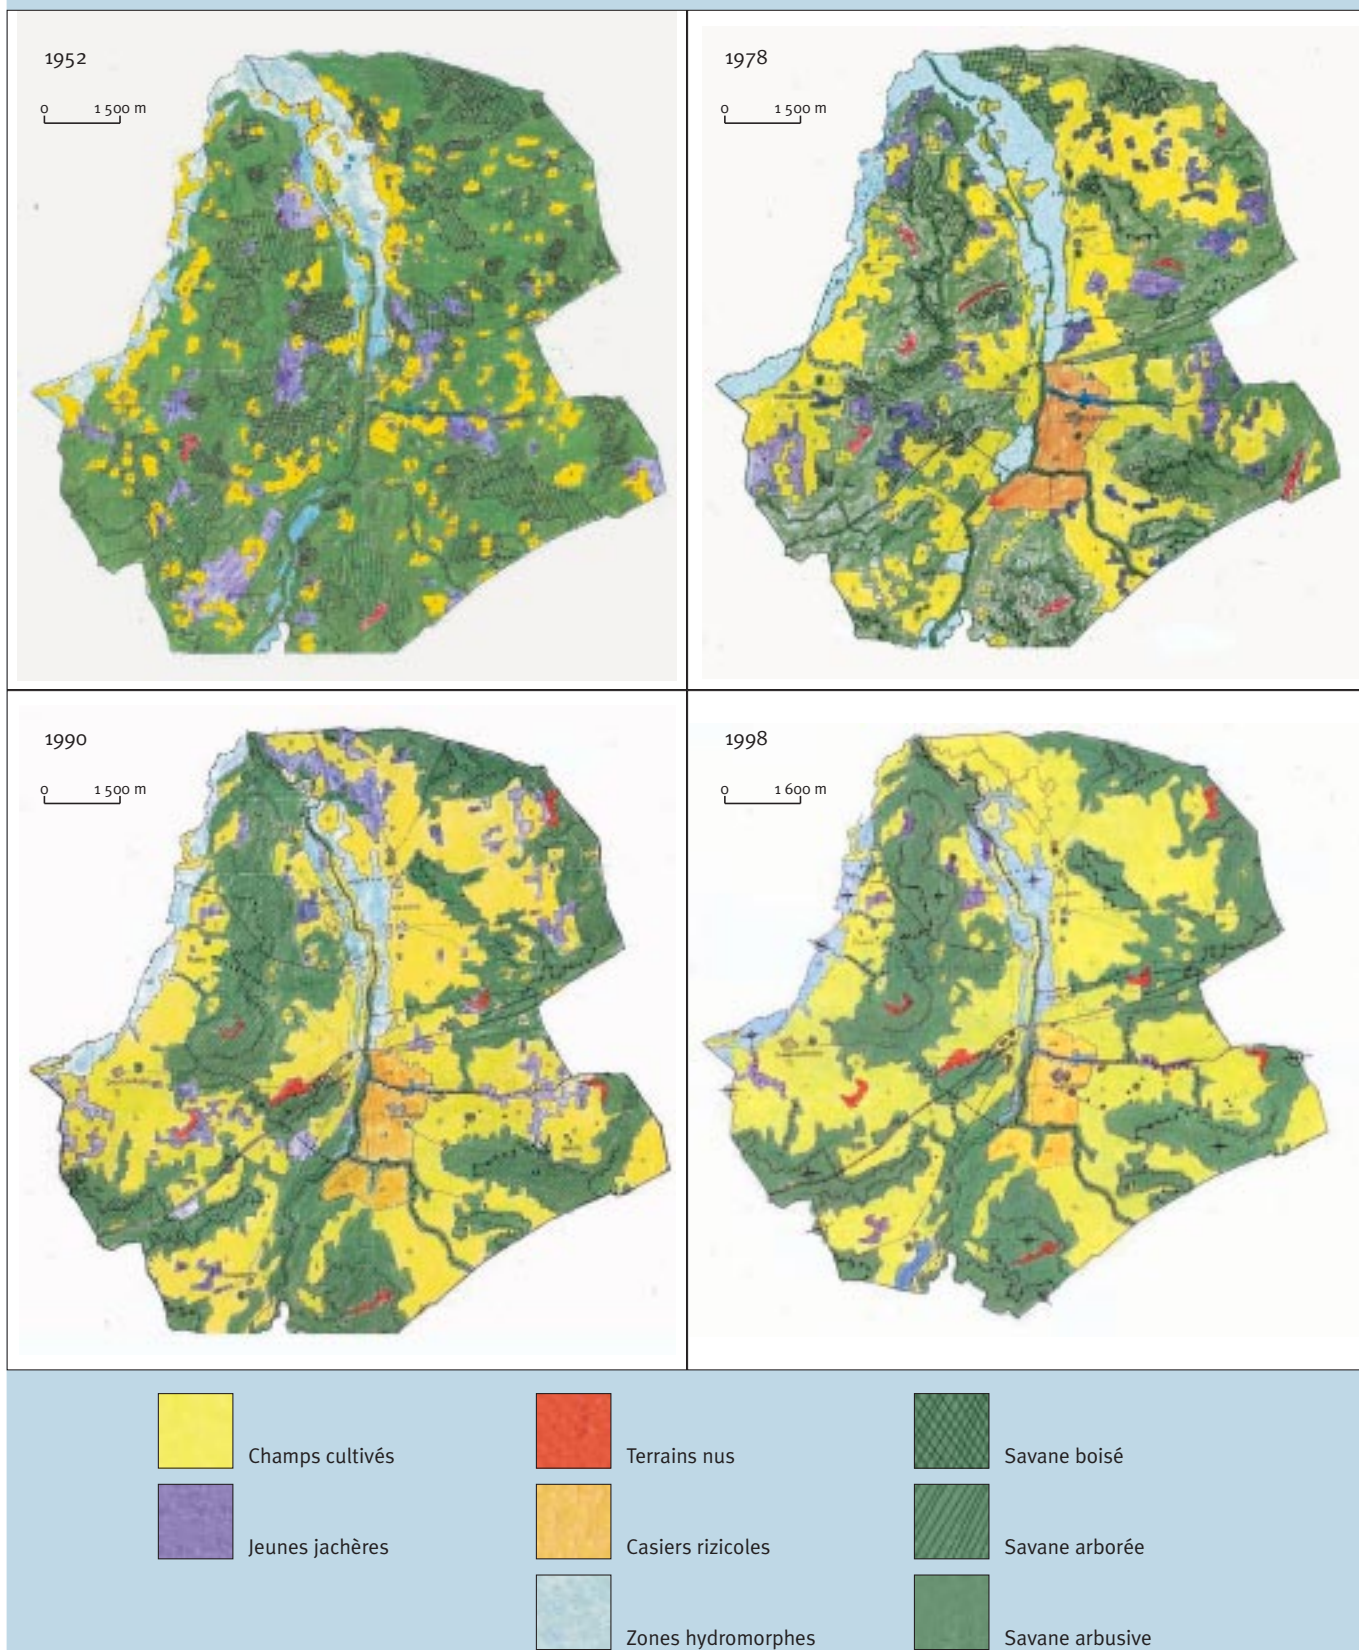 1952
0 1 500 m
1978
0 1 500 m
1990
0 1 500 m
1998
0 1 600 m
Champs cultivés
Terrains nus
Savane boisé
Jeunes jachères
Casiers rizicoles
Savane arborée
Zones hydromorphes
Savane arbusive